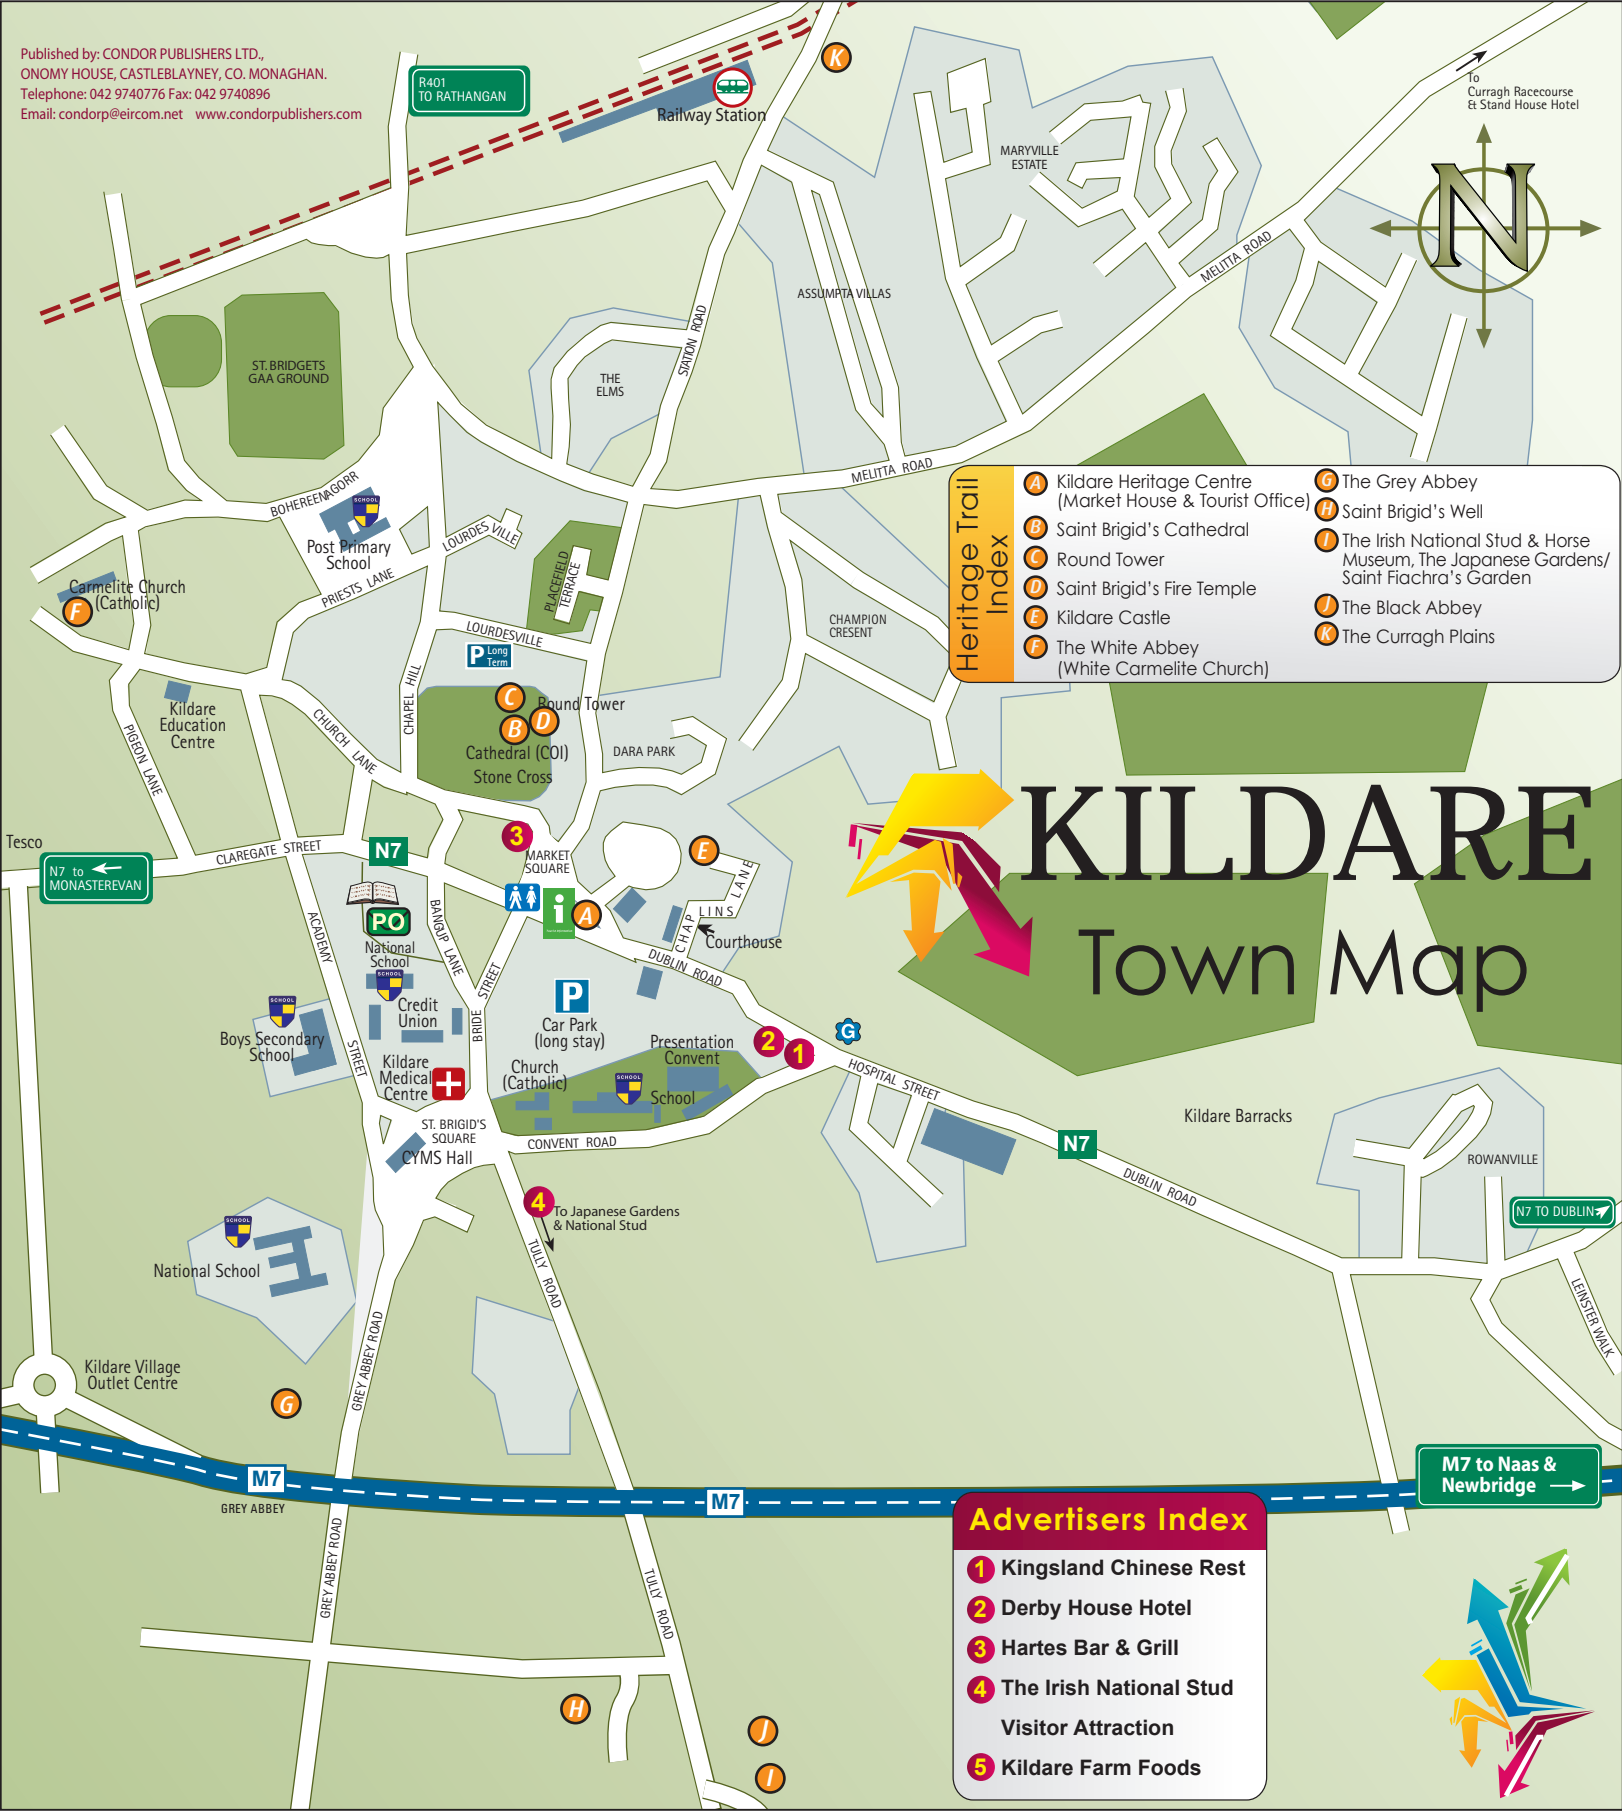 Published by: CONDOR PUBLISHERS LTD.,
ONOMY HOUSE, CASTLEBLAYNEY, CO. MONAGHAN.
Telephone: 042 9740776 Fax: 042 9740896
Email: condorp@eircom.net www.condorpublishers.com
R401
TO RATHANGAN
Railway Station
K
To
Curragh Racecourse
& Stand House Hotel
N
MARYVILLE
ESTATE
MELITTA ROAD
ASSUMPTA VILLAS
STATION ROAD
THE
ELMS
ST. BRIDGETS
GAA GROUND
MELITTA ROAD
BOHEREENAGORR
SCHOOL
Post Primary
School
LOURDES VILLE
PRIESTS LANE
PLACEFIELD
TERRACE
Carmelite Church
(Catholic)
F
LOURDESVILLE
P Long
Term
CHAMPION
CRESENT
Heritage Trail
Index
A Kildare Heritage Centre
(Market House & Tourist Office)
B Saint Brigid's Cathedral
C Round Tower
D Saint Brigid's Fire Temple
E Kildare Castle
F The White Abbey
(White Carmelite Church)
G The Grey Abbey
H Saint Brigid's Well
I The Irish National Stud & Horse
Museum, The Japanese Gardens/
Saint Fiachra's Garden
J The Black Abbey
K The Curragh Plains
CHAPEL HILL
C
Round Tower
B
D
Cathedral (COI)
Stone Cross
DARA PARK
Kildare
Education
Centre
PIGEON LANE
CHURCH LANE
KILDARE
Town Map
Tesco
N7 to
MONASTEREVAN
CLAREGATE STREET
N7
3
MARKET
SQUARE
E
CHAPLINS LANE
i
A
Courthouse
DUBLIN ROAD
PO
National
School
SCHOOL
BANGUP LANE
ACADEMY
STREET
BRIDE STREET
Credit
Union
P
Car Park
(long stay)
SCHOOL
Boys Secondary
School
Kildare
Medical
Centre
Church
(Catholic)
Presentation
Convent
SCHOOL
School
2
1
G
HOSPITAL STREET
ST. BRIGID'S
SQUARE
CYMS Hall
CONVENT ROAD
N7
Kildare Barracks
DUBLIN ROAD
ROWANVILLE
N7 TO DUBLIN
LEINSTER WALK
4
To Japanese Gardens
& National Stud
TULLY ROAD
SCHOOL
National School
GREY ABBEY ROAD
Kildare Village
Outlet Centre
G
M7
GREY ABBEY
M7
M7 to Naas &
Newbridge
GREY ABBEY ROAD
TULLY ROAD
H
J
I
Advertisers Index
1 Kingsland Chinese Rest
2 Derby House Hotel
3 Hartes Bar & Grill
4 The Irish National Stud
Visitor Attraction
5 Kildare Farm Foods